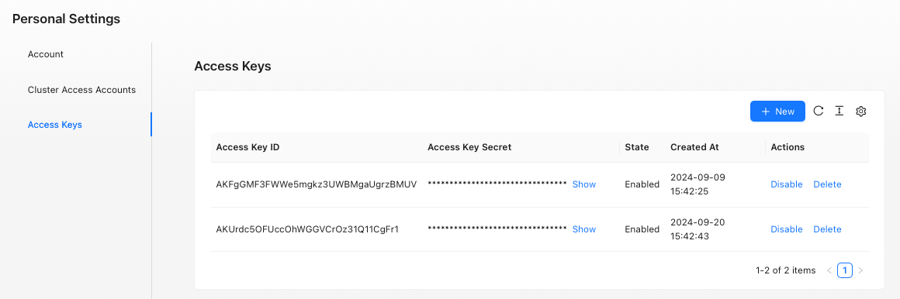 Personal Settings
Account
Cluster Access Accounts
Access Keys
Access Keys
+ New
Access Key ID Access Key Secret State Created At Actions
AKFgGMF3FWWe5mgkz3UWBMgaUgrzBMUV ******************************** Show Enabled 2024-09-09 15:42:25 Disable Delete
AKUrdc5OFUccOhWGGVCrOz31Q11CgFr1 ******************************** Show Enabled 2024-09-20 15:42:43 Disable Delete
1-2 of 2 items < 1 >